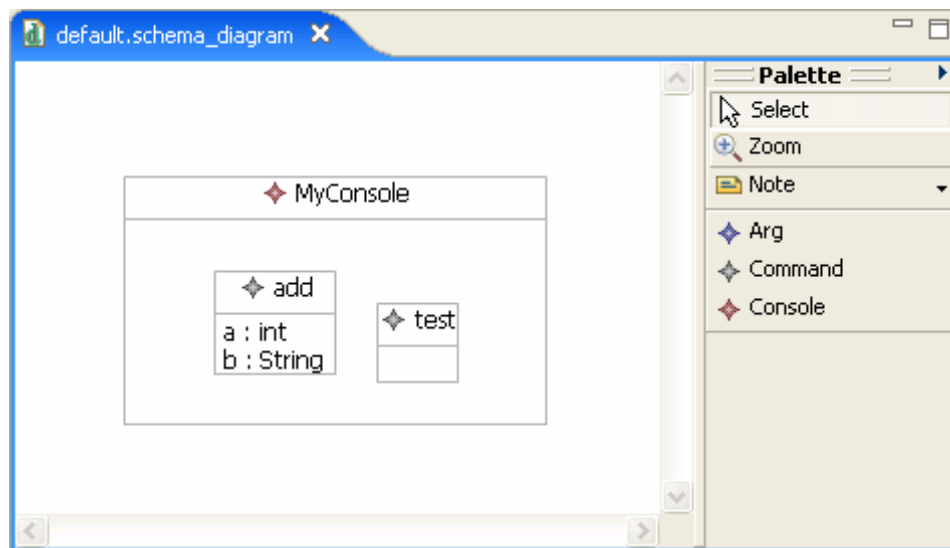 default.schema_diagram
MyConsole
add
a : int
b : String
test
Palette
Select
Zoom
Note
Arg
Command
Console